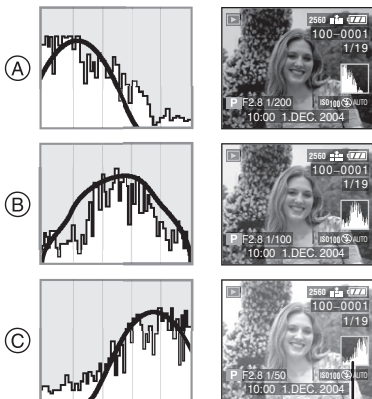 A
2560
100-0001
1/19
P F2.8 1/200 ISO100 AUTO
10:00 1.DEC. 2004
B
2560
100-0001
1/19
P F2.8 1/100 ISO100 AUTO
10:00 1.DEC. 2004
C
2560
100-0001
1/19
P F2.8 1/50 ISO100 AUTO
10:00 1.DEC. 2004